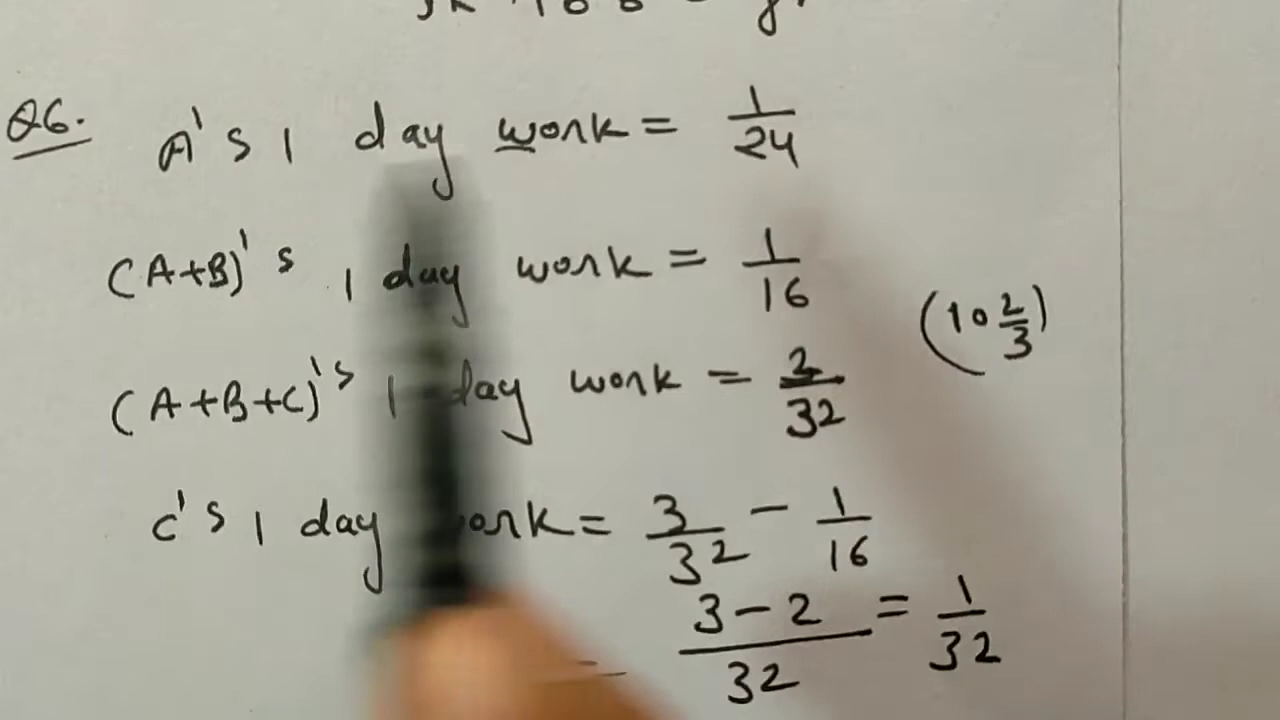 Q6. A's 1 day work = 1/24
(A+B)'s 1 day work = 1/16
(10 2/3)
(A+B+C)'s 1 day work = 3/32
C's 1 day work = 3/32 - 1/16
= 3-2/32 = 1/32